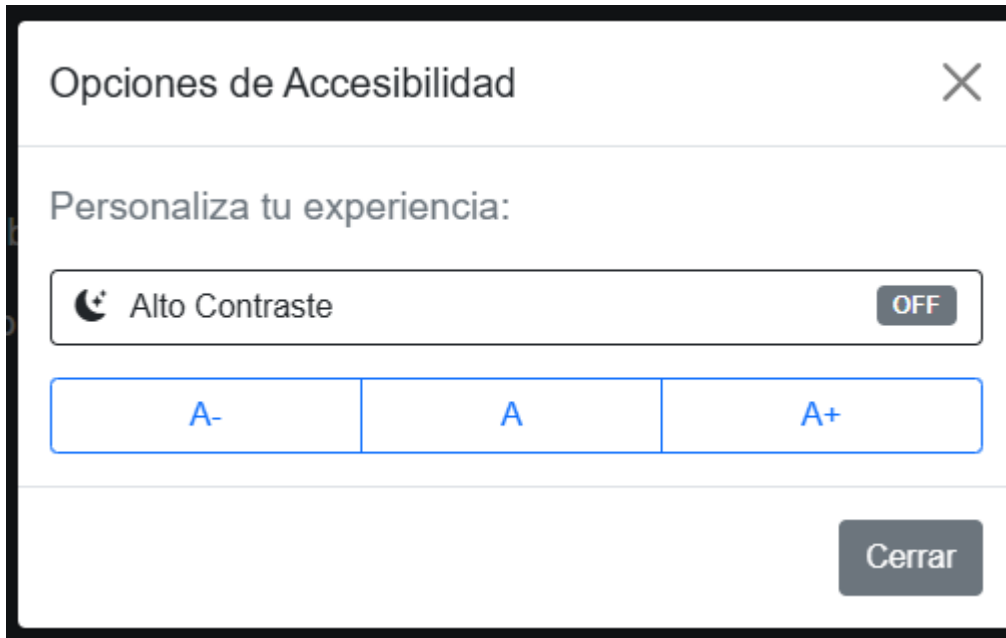 Opciones de Accesibilidad
Personaliza tu experiencia:
Alto Contraste OFF
A- A A+
Cerrar